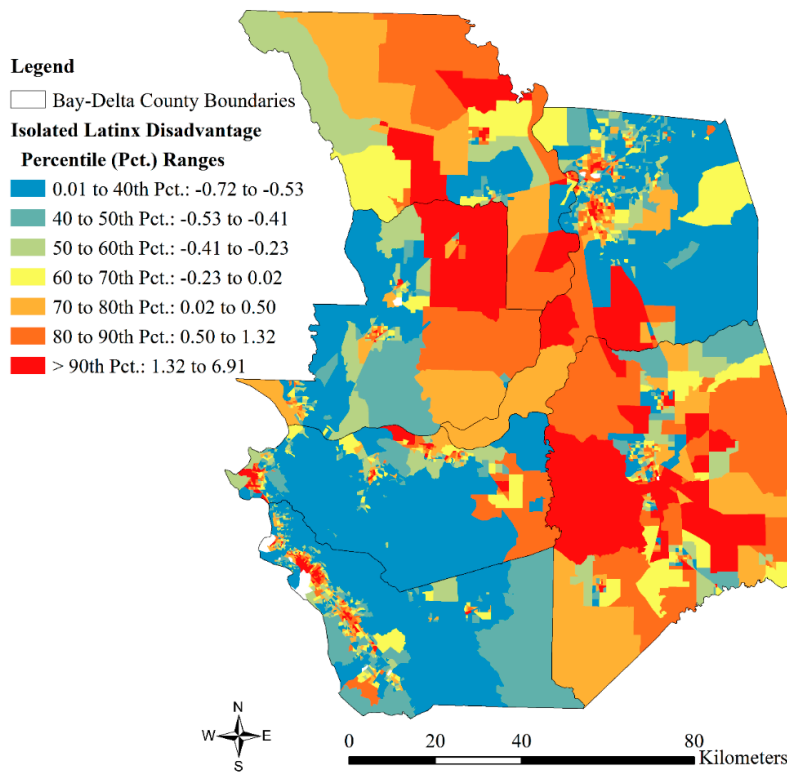 Legend
Bay-Delta County Boundaries
Isolated Latinx Disadvantage
Percentile (Pct.) Ranges
0.01 to 40th Pct.: -0.72 to -0.53
40 to 50th Pct.: -0.53 to -0.41
50 to 60th Pct.: -0.41 to -0.23
60 to 70th Pct.: -0.23 to 0.02
70 to 80th Pct.: 0.02 to 0.50
80 to 90th Pct.: 0.50 to 1.32
> 90th Pct.: 1.32 to 6.91
N
W E
S
0 20 40 80
Kilometers